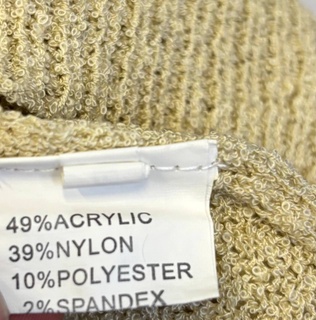 49%ACRYLIC
39%NYLON
10%POLYESTER
2%SPANDEX